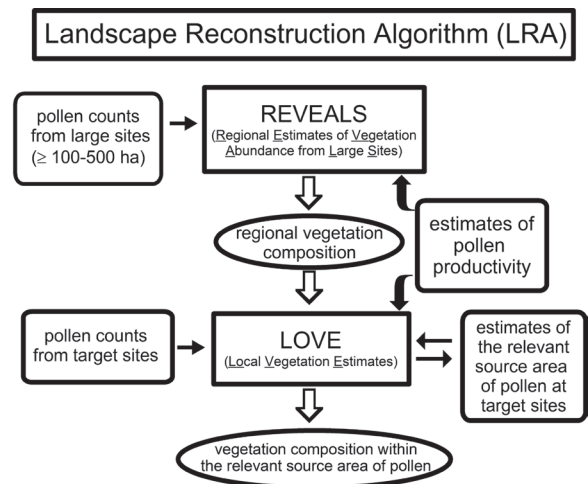 Landscape Reconstruction Algorithm (LRA)
pollen counts
from large sites
(≥ 100-500 ha)
REVEALS
(Regional Estimates of Vegetation
Abundance from Large Sites)
regional vegetation
composition
estimates of
pollen
productivity
pollen counts
from target sites
LOVE
(Local Vegetation Estimates)
estimates of
the relevant
source area
of pollen at
target sites
vegetation composition within
the relevant source area of pollen